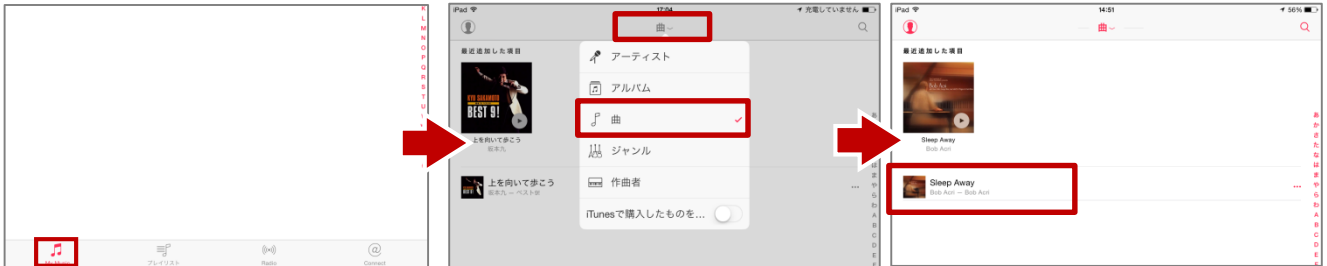 K
L
M
N
O
P
Q
R
S
T
U
My Music
プレイリスト
Radio
Connect
iPad
17:04
充電していません
曲
最近追加した項目
KYU SAKAMOTO
BEST 9!
上を向いて歩こう
坂本九
アーティスト
アルバム
曲
ジャンル
作曲者
iTunesで購入したものを...
上を向いて歩こう
坂本九 — ベスト9!
あ
は
ま
や
ら
わ
A
B
C
D
E
F
iPad
14:51
56%
曲
最近追加した項目
Bob Acri
Sleep Away
Bob Acri
Sleep Away
Bob Acri — Bob Acri
あ
か
さ
た
な
は
ま
や
ら
わ
A
B
C
D
E
F